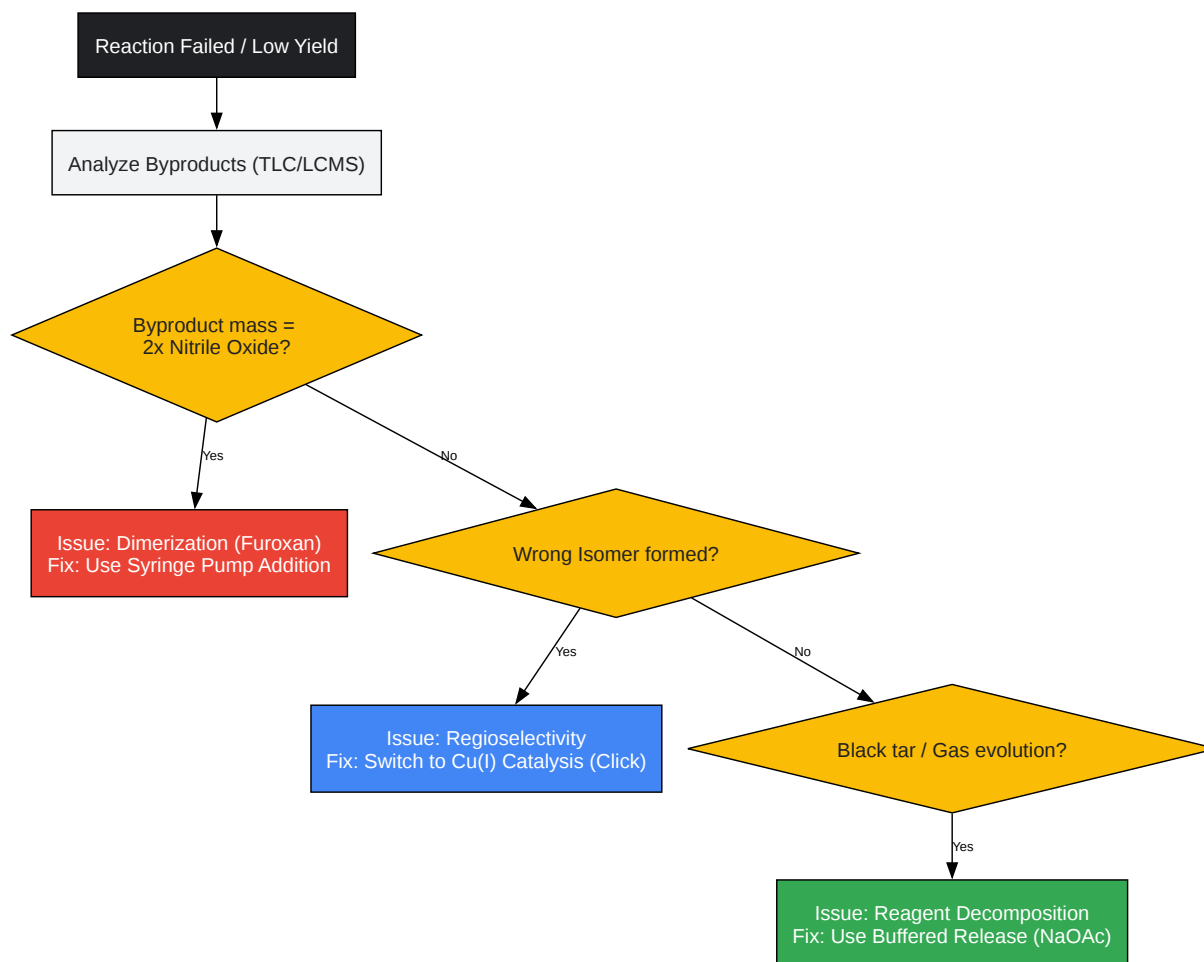 Reaction Failed / Low Yield
Analyze Byproducts (TLC/LCMS)
Byproduct mass =
2x Nitrile Oxide?
Yes
No
Issue: Dimerization (Furoxan)
Fix: Use Syringe Pump Addition
Wrong Isomer formed?
Yes
No
Issue: Regioselectivity
Fix: Switch to Cu(I) Catalysis (Click)
Black tar / Gas evolution?
Yes
Issue: Reagent Decomposition
Fix: Use Buffered Release (NaOAc)